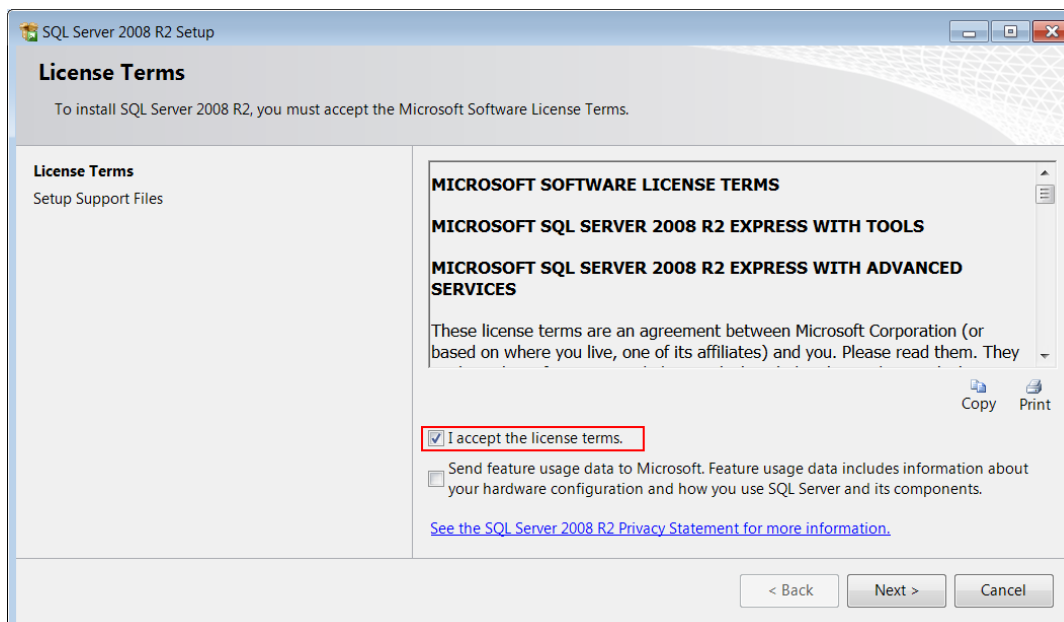 SQL Server 2008 R2 Setup
License Terms
To install SQL Server 2008 R2, you must accept the Microsoft Software License Terms.
License Terms
Setup Support Files
MICROSOFT SOFTWARE LICENSE TERMS
MICROSOFT SQL SERVER 2008 R2 EXPRESS WITH TOOLS
MICROSOFT SQL SERVER 2008 R2 EXPRESS WITH ADVANCED
SERVICES
These license terms are an agreement between Microsoft Corporation (or
based on where you live, one of its affiliates) and you. Please read them. They
Copy Print
I accept the license terms.
Send feature usage data to Microsoft. Feature usage data includes information about
your hardware configuration and how you use SQL Server and its components.
See the SQL Server 2008 R2 Privacy Statement for more information.
< Back Next > Cancel